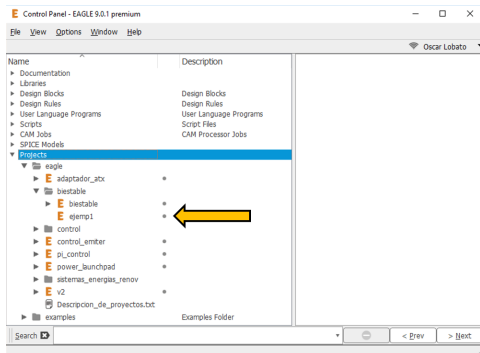 Control Panel - EAGLE 9.0.1 premium
File View Options Window Help
Oscar Lobato
Name Description
Documentation
Libraries
Design Blocks Design Blocks
Design Rules Design Rules
User Language Programs User Language Programs
Scripts Script Files
CAM Jobs CAM Processor Jobs
SPICE Models
Projects
eagle
adaptador_atx
biestable
biestable
ejemp1
control
control_emiter
pi_control
power_launchpad
sistemas_energias_renov
v2
Descripcion_de_proyectos.txt
examples Examples Folder
Search < Prev > Next